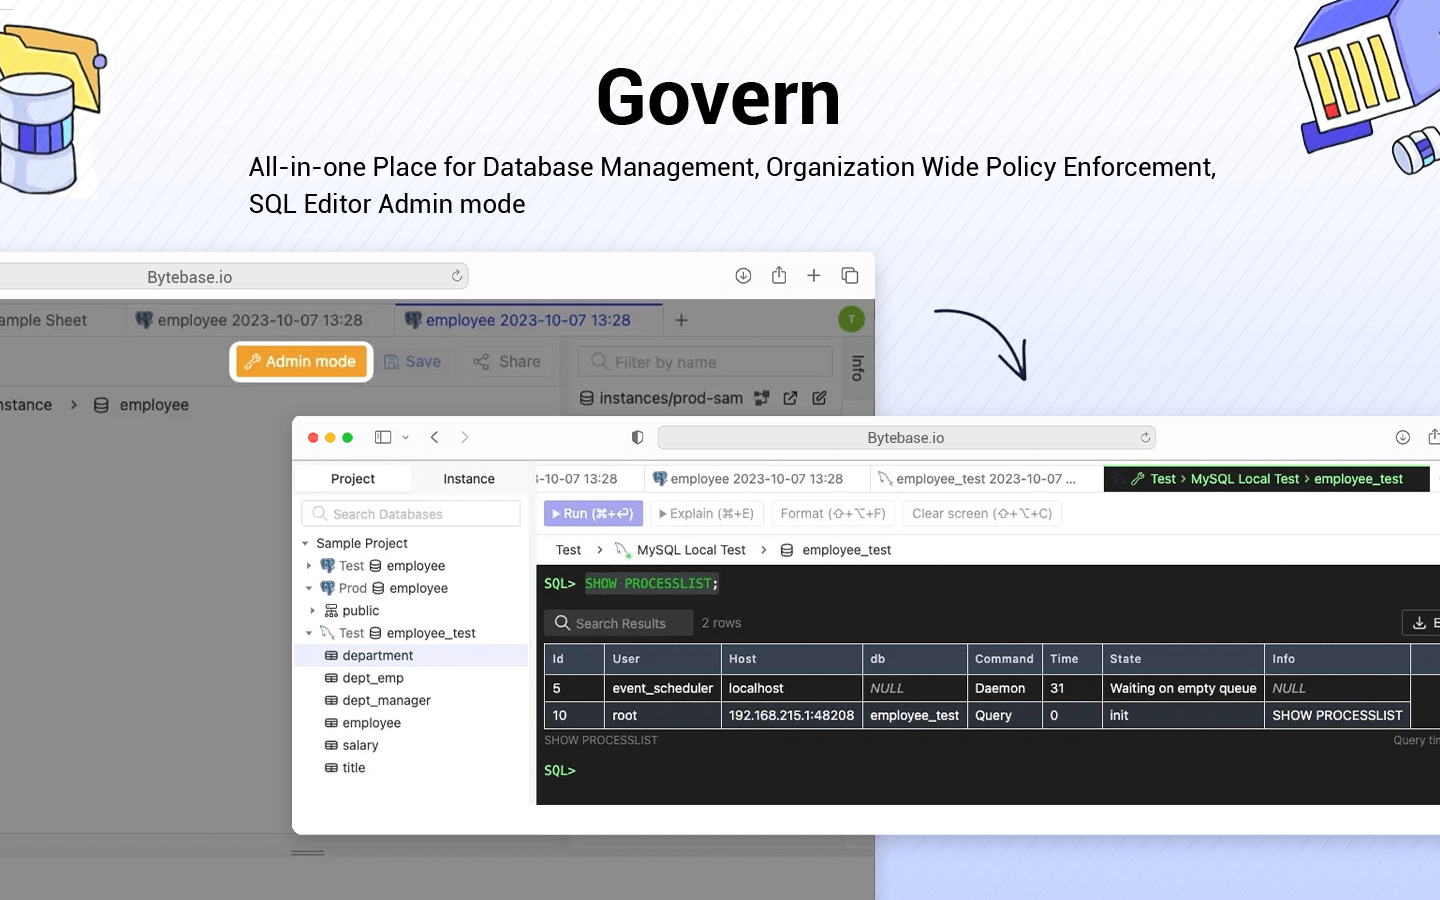 Govern
All-in-one Place for Database Management, Organization Wide Policy Enforcement,
SQL Editor Admin mode
Bytebase.io
ample Sheet
employee 2023-10-07 13:28
employee 2023-10-07 13:28
T
Admin mode
Save
Share
Filter by name
Info
nstance > employee
instances/prod-sam
Bytebase.io
Project
Instance
3-10-07 13:28
employee 2023-10-07 13:28
employee_test 2023-10-07 ...
Test > MySQL Local Test > employee_test
Search Databases
Run (⌘+⏎)
Explain (⌘+E)
Format (⇧+⌥+F)
Clear screen (⇧+⌥+C)
Sample Project
Test employee
Prod employee
public
Test employee_test
department
dept_emp
dept_manager
employee
salary
title
Test > MySQL Local Test > employee_test
SQL> SHOW PROCESSLIST;
Search Results
2 rows
E
Id User Host db Command Time State Info
5 event_scheduler localhost NULL Daemon 31 Waiting on empty queue NULL
10 root 192.168.215.1:48208 employee_test Query 0 init SHOW PROCESSLIST
SHOW PROCESSLIST
Query tim
SQL>